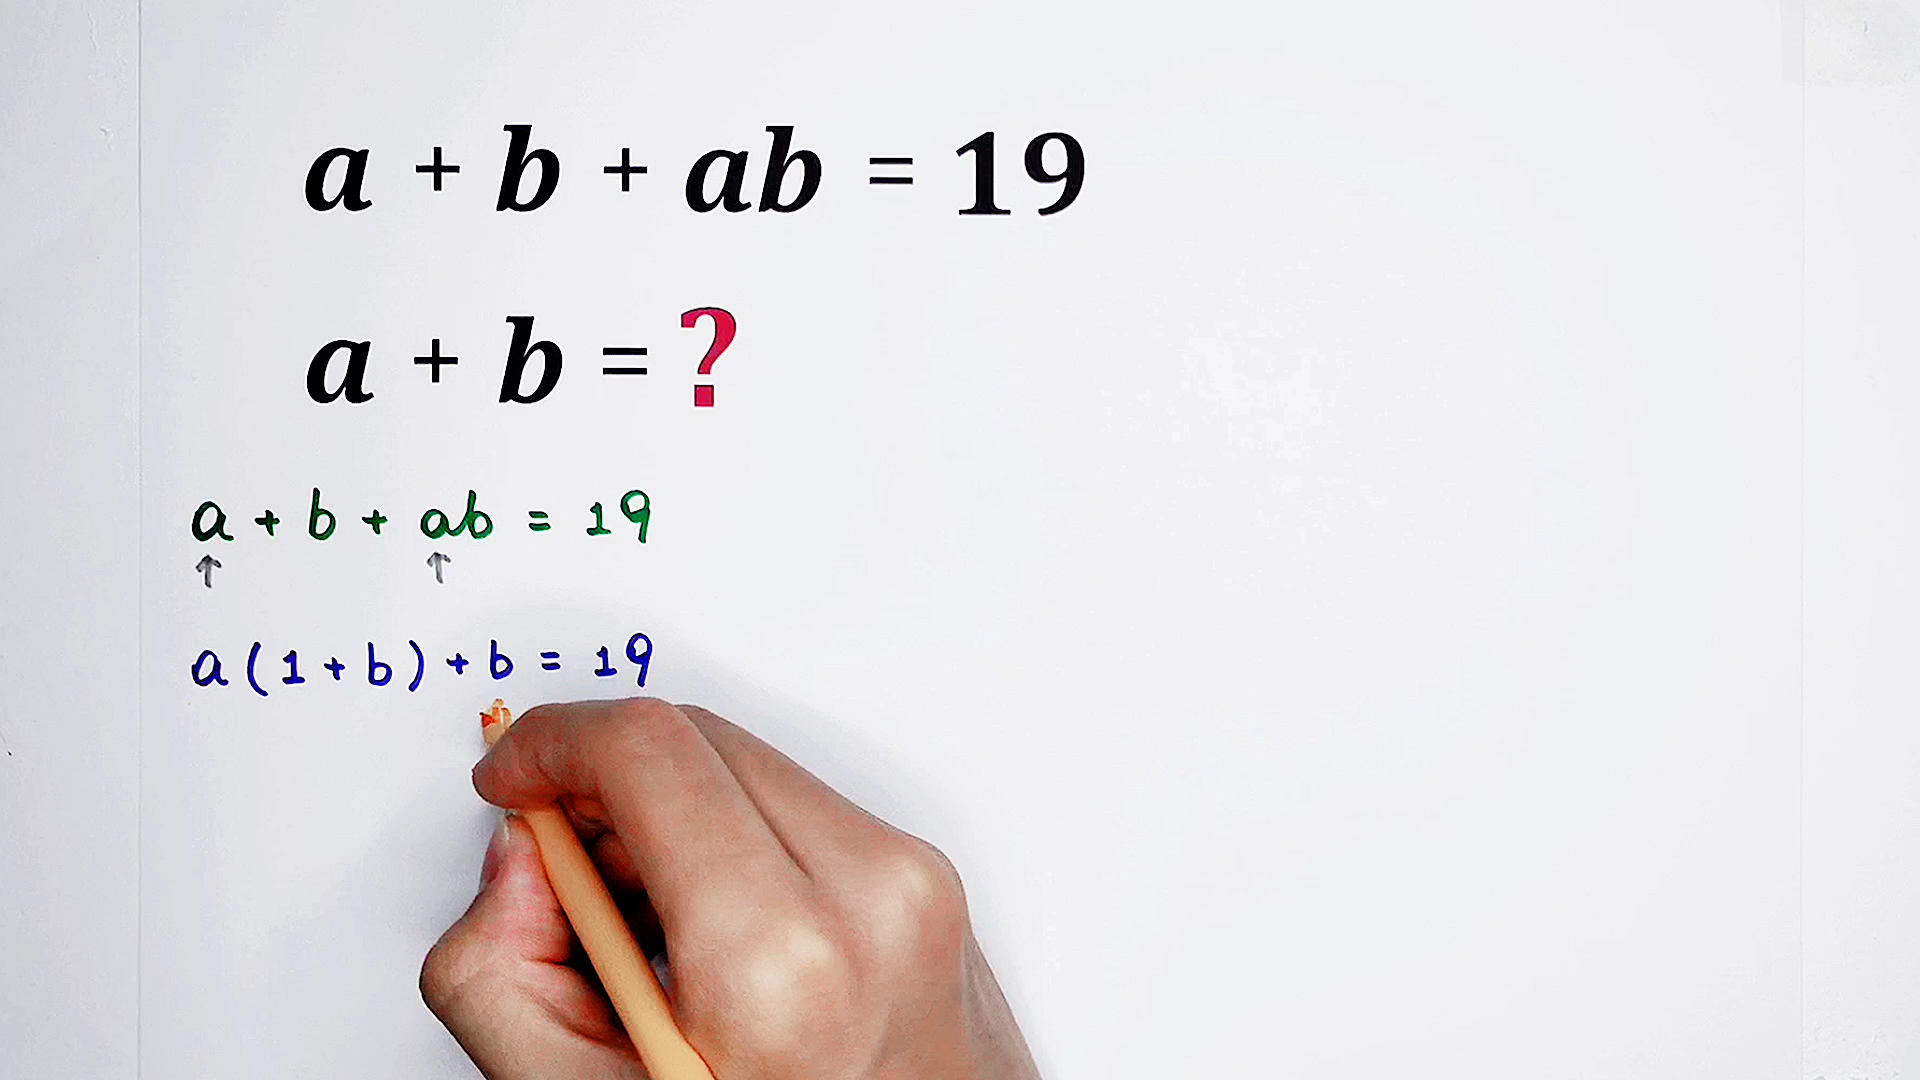 a + b + ab = 19
a + b = ?
a + b + ab = 19
↑ ↑
a(1 + b) + b = 19